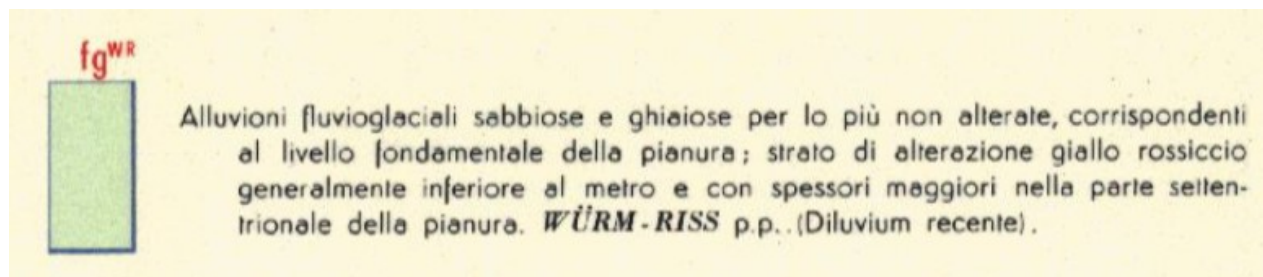 fgWR
Alluvioni fluvioglaciali sabbiose e ghiaiose per lo più non alterate, corrispondenti
al livello fondamentale della pianura; strato di alterazione giallo rossiccio
generalmente inferiore al metro e con spessori maggiori nella parte setten-
trionale della pianura. WÜRM-RISS p.p..(Diluvium recente).